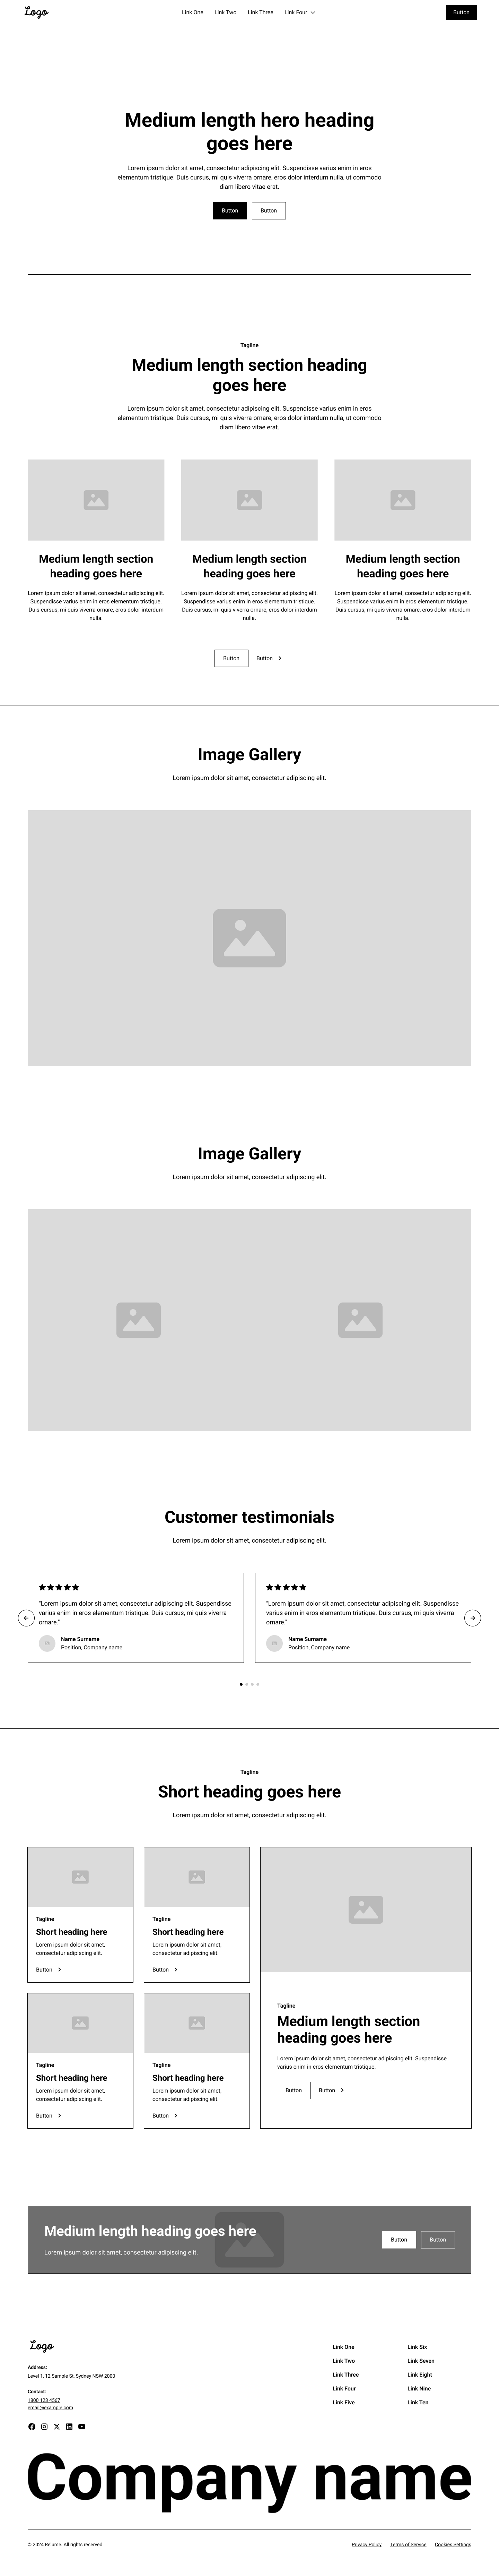 Logo
Link One
Link Two
Link Three
Link Four
Button
Medium length hero heading
goes here
Lorem ipsum dolor sit amet, consectetur adipiscing elit. Suspendisse varius enim in eros
elementum tristique. Duis cursus, mi quis viverra ornare, eros dolor interdum nulla, ut commodo
diam libero vitae erat.
Button
Button
Tagline
Medium length section heading
goes here
Lorem ipsum dolor sit amet, consectetur adipiscing elit. Suspendisse varius enim in eros
elementum tristique. Duis cursus, mi quis viverra ornare, eros dolor interdum nulla, ut commodo
diam libero vitae erat.
Medium length section
heading goes here
Lorem ipsum dolor sit amet, consectetur adipiscing elit.
Suspendisse varius enim in eros elementum tristique.
Duis cursus, mi quis viverra ornare, eros dolor interdum
nulla.
Medium length section
heading goes here
Lorem ipsum dolor sit amet, consectetur adipiscing elit.
Suspendisse varius enim in eros elementum tristique.
Duis cursus, mi quis viverra ornare, eros dolor interdum
nulla.
Medium length section
heading goes here
Lorem ipsum dolor sit amet, consectetur adipiscing elit.
Suspendisse varius enim in eros elementum tristique.
Duis cursus, mi quis viverra ornare, eros dolor interdum
nulla.
Button
Button
Image Gallery
Lorem ipsum dolor sit amet, consectetur adipiscing elit.
Image Gallery
Lorem ipsum dolor sit amet, consectetur adipiscing elit.
Customer testimonials
Lorem ipsum dolor sit amet, consectetur adipiscing elit.
"Lorem ipsum dolor sit amet, consectetur adipiscing elit. Suspendisse
varius enim in eros elementum tristique. Duis cursus, mi quis viverra
ornare."
Name Surname
Position, Company name
"Lorem ipsum dolor sit amet, consectetur adipiscing elit. Suspendisse
varius enim in eros elementum tristique. Duis cursus, mi quis viverra
ornare."
Name Surname
Position, Company name
Tagline
Short heading goes here
Lorem ipsum dolor sit amet, consectetur adipiscing elit.
Tagline
Short heading here
Lorem ipsum dolor sit amet,
consectetur adipiscing elit.
Button
Tagline
Short heading here
Lorem ipsum dolor sit amet,
consectetur adipiscing elit.
Button
Tagline
Short heading here
Lorem ipsum dolor sit amet,
consectetur adipiscing elit.
Button
Tagline
Short heading here
Lorem ipsum dolor sit amet,
consectetur adipiscing elit.
Button
Tagline
Medium length section
heading goes here
Lorem ipsum dolor sit amet, consectetur adipiscing elit. Suspendisse
varius enim in eros elementum tristique.
Button
Button
Medium length heading goes here
Lorem ipsum dolor sit amet, consectetur adipiscing elit.
Button
Button
Logo
Address:
Level 1, 12 Sample St, Sydney NSW 2000
Contact:
1800 123 4567
email@example.com
Link One
Link Two
Link Three
Link Four
Link Five
Link Six
Link Seven
Link Eight
Link Nine
Link Ten
Company name
© 2024 Relume. All rights reserved.
Privacy Policy
Terms of Service
Cookies Settings